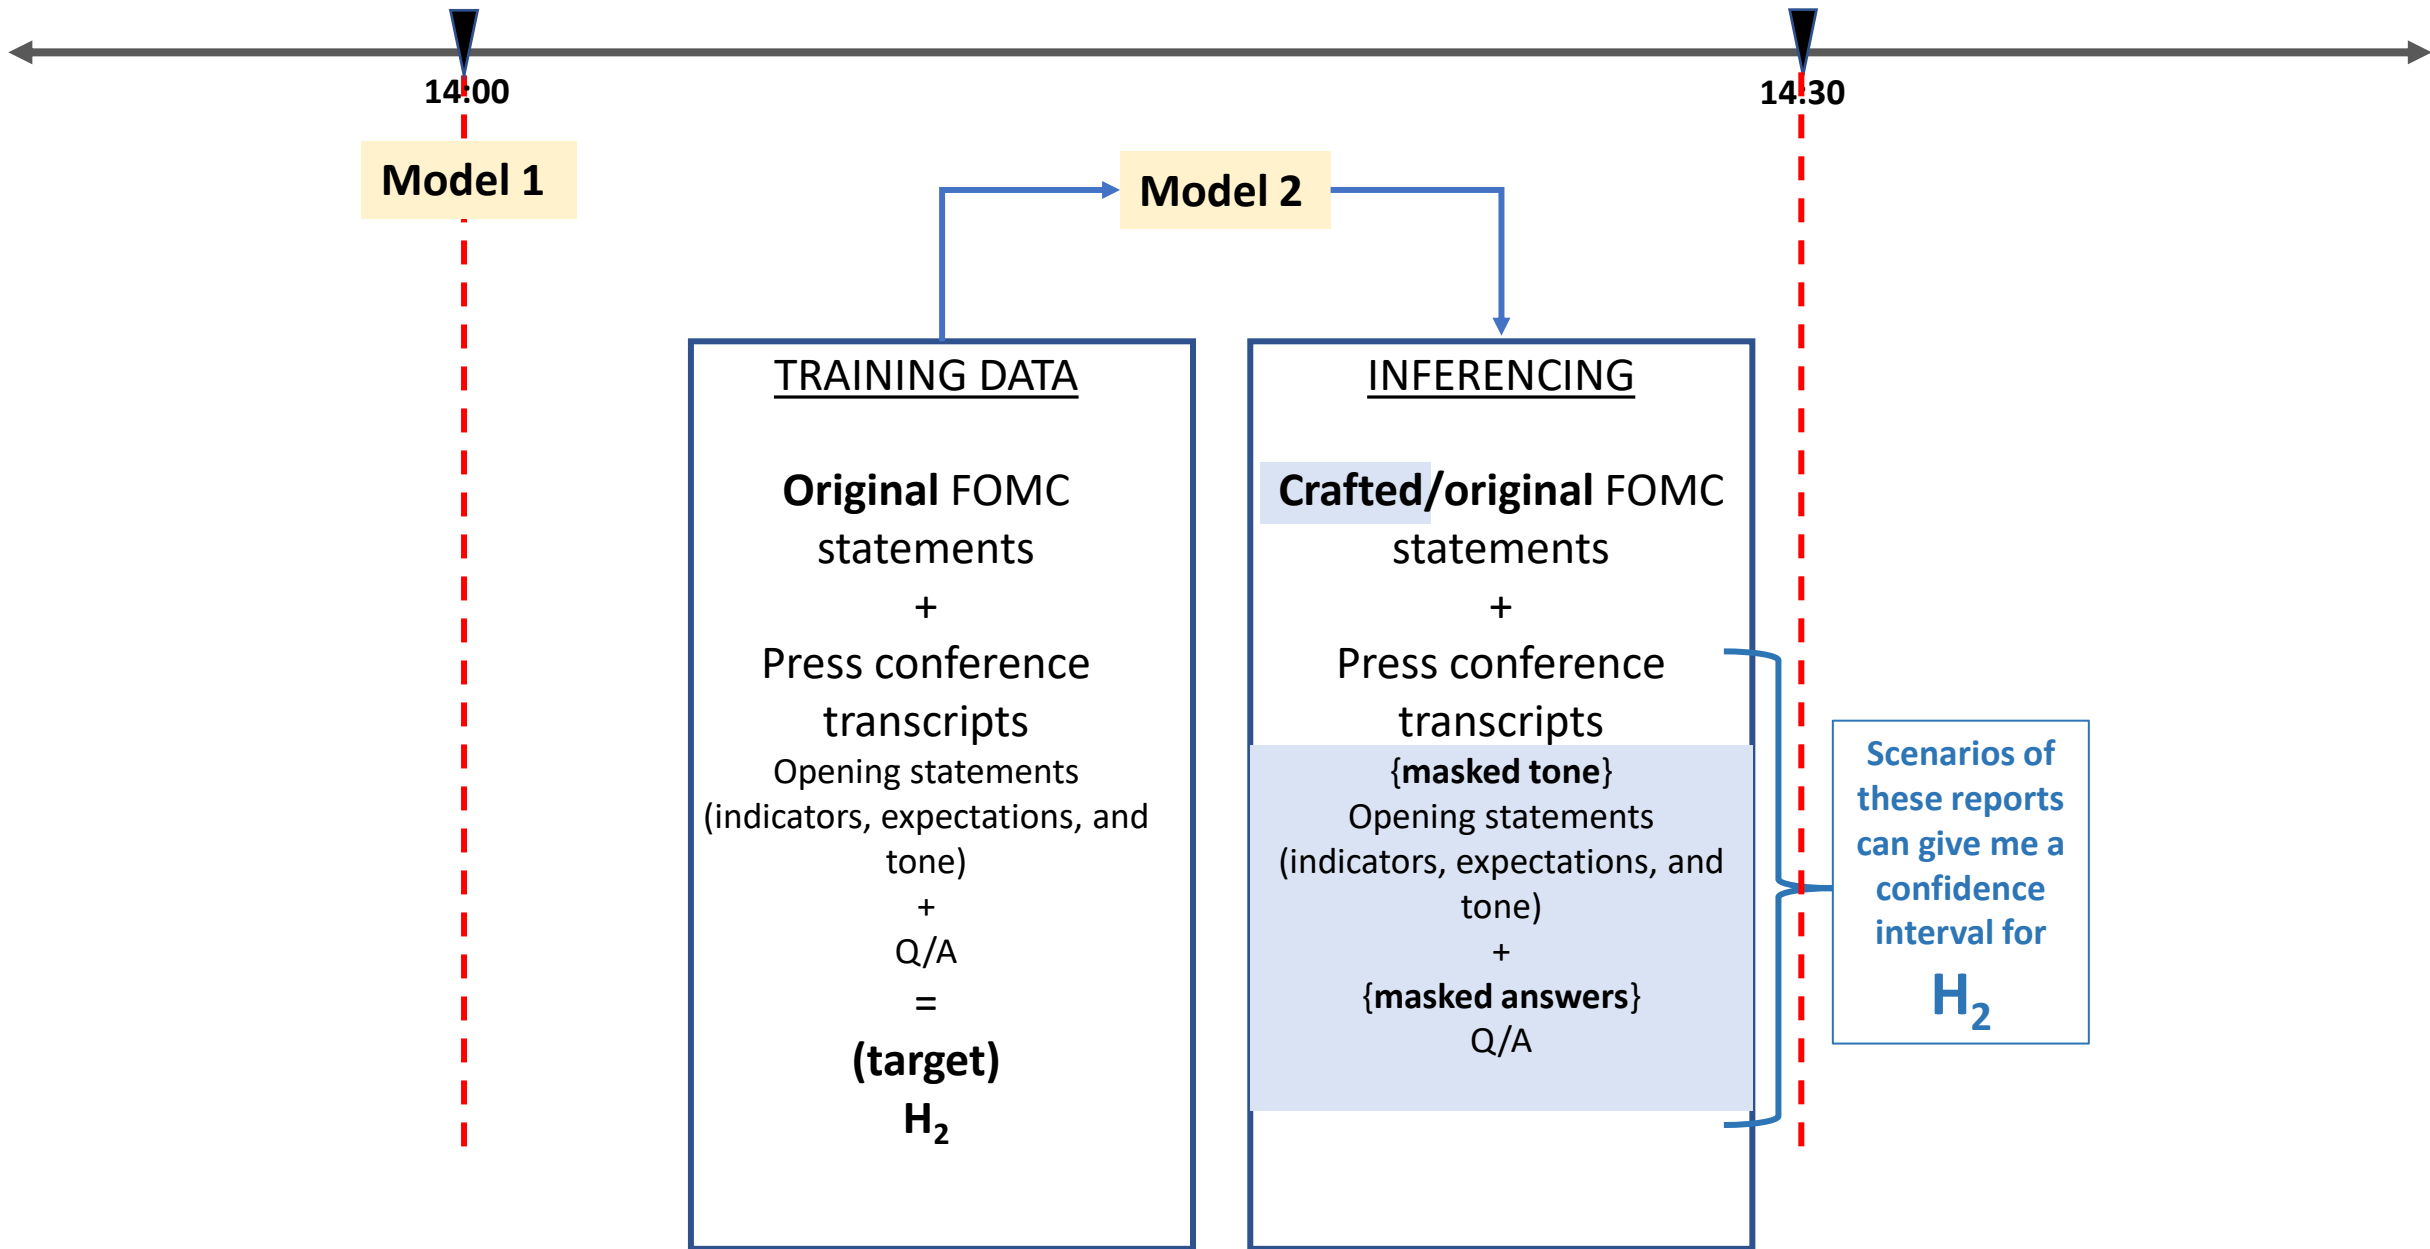 14:00
14:30
Model 1
Model 2
TRAINING DATA
Original FOMC
statements
+
Press conference
transcripts
Opening statements
(indicators, expectations, and
tone)
+
Q/A
=
(target)
H₂
INFERENCING
Crafted/original FOMC
statements
+
Press conference
transcripts
{masked tone}
Opening statements
(indicators, expectations, and
tone)
+
{masked answers}
Q/A
Scenarios of
these reports
can give me a
confidence
interval for
H₂